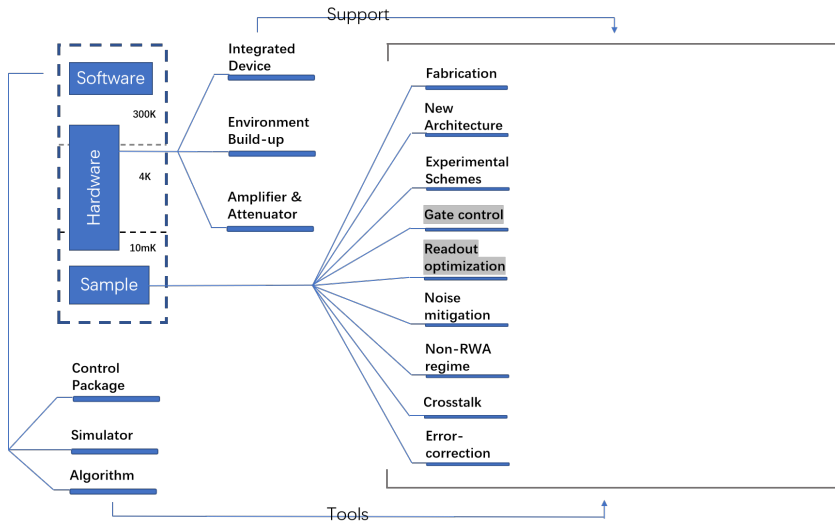 Support
Software
300K
Hardware
4K
10mK
Sample
Integrated
Device
Environment
Build-up
Amplifier &
Attenuator
Fabrication
New
Architecture
Experimental
Schemes
Gate control
Readout
optimization
Noise
mitigation
Non-RWA
regime
Crosstalk
Error-
correction
Control
Package
Simulator
Algorithm
Tools